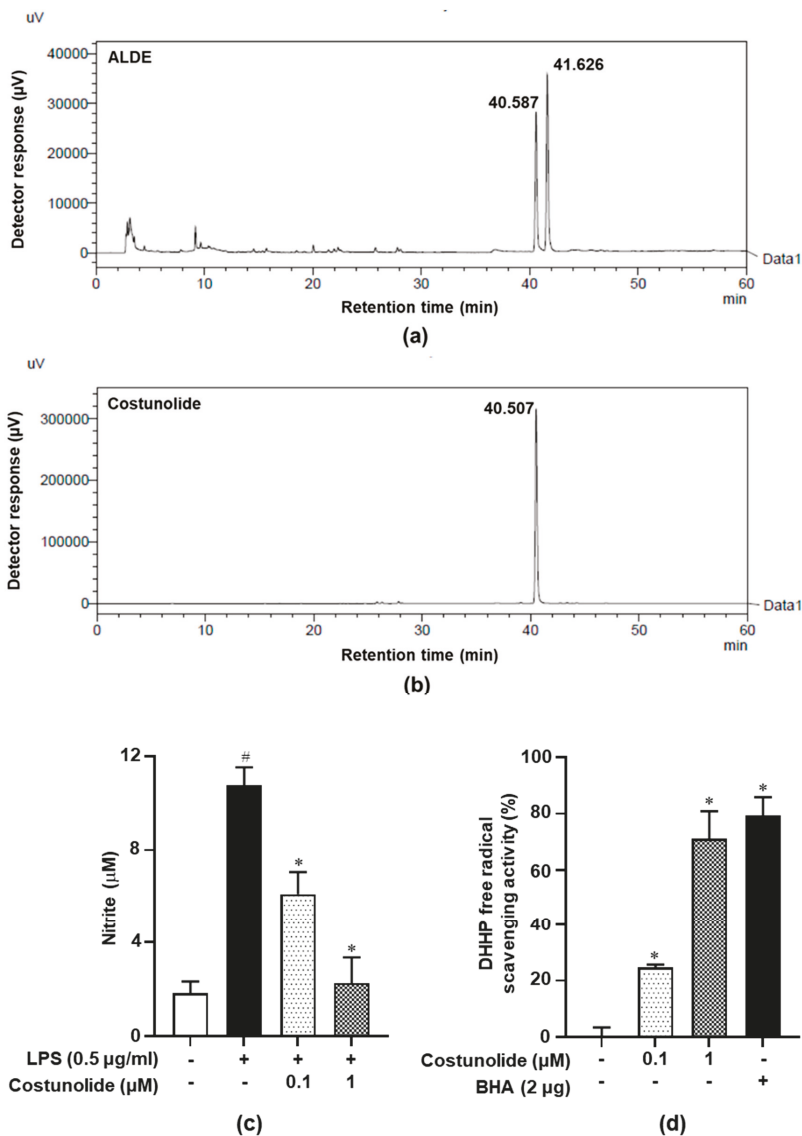 uV
ALDE
40000
30000
20000
10000
0
Detector response (µV)
40.587
41.626
Data1
0 10 20 30 40 50 60
min
Retention time (min)
(a)
uV
Costunolide
300000
200000
100000
0
Detector response (µV)
40.507
Data1
0 10 20 30 40 50 60
min
Retention time (min)
(b)
12
8
4
0
Nitrite (µM)
#
*
*
LPS (0.5 µg/ml) - + + +
Costunolide (µM) - - 0.1 1
(c)
100
80
60
40
20
0
DHHP free radical
scavenging activity (%)
*
*
*
Costunolide (µM) - 0.1 1 -
BHA (2 µg) - - - +
(d)